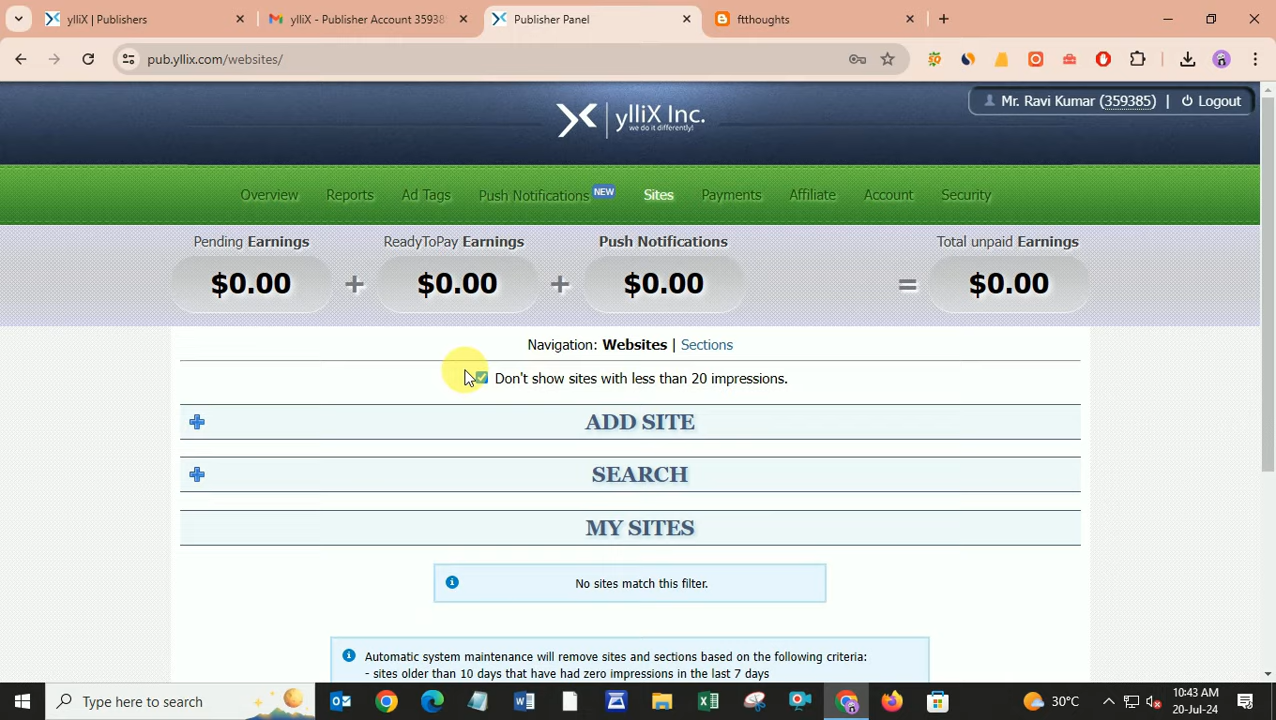 ylliX | Publishers
ylliX - Publisher Account 35938
Publisher Panel
ftthoughts
pub.yllix.com/websites/
Mr. Ravi Kumar (359385) | Logout
ylliX Inc.
we do it differently!
Overview
Reports
Ad Tags
Push Notifications NEW
Sites
Payments
Affiliate
Account
Security
Pending Earnings
ReadyToPay Earnings
Push Notifications
Total unpaid Earnings
$0.00 + $0.00 + $0.00 = $0.00
Navigation: Websites | Sections
Don't show sites with less than 20 impressions.
ADD SITE
SEARCH
MY SITES
No sites match this filter.
Automatic system maintenance will remove sites and sections based on the following criteria:
- sites older than 10 days that have had zero impressions in the last 7 days
Type here to search
30°C
10:43 AM
20-Jul-24